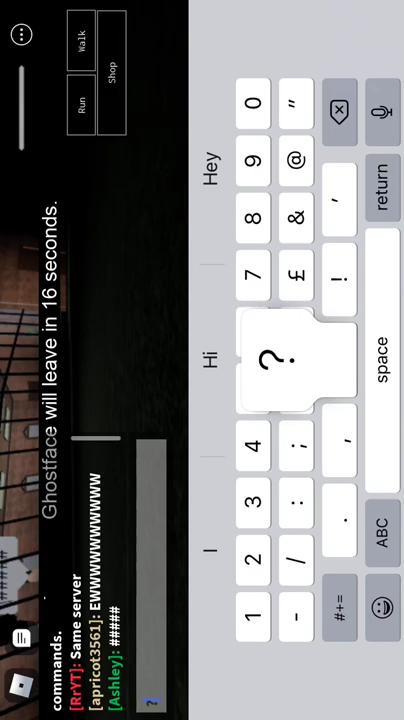 Walk
Run
Shop
Ghostface will leave in 16 seconds.
commands.
[RrYT]: Same server
[apricot3561]: EWwwwwwwwwwww
[Ashley]: #####
?
I
Hi
Hey
1 2 3 4 7 8 9 0
- / : ; £ & @ "
#+= . , ? ! '
ABC space return